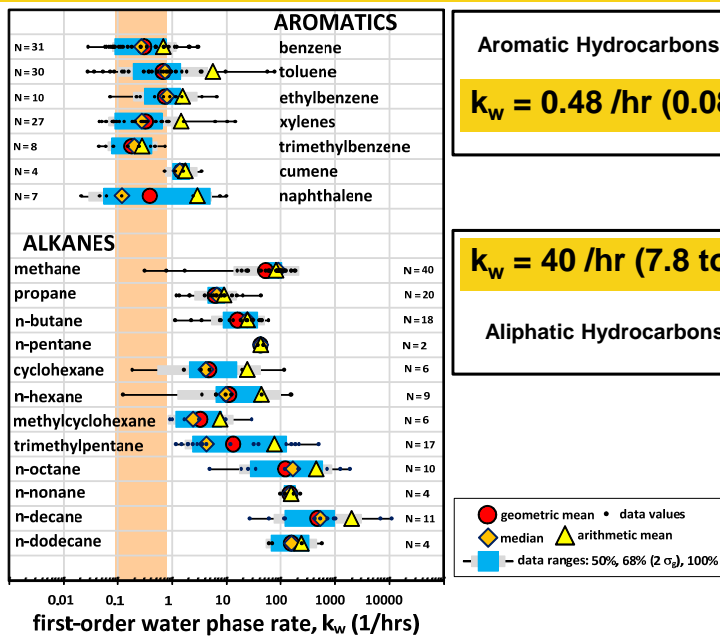 AROMATICS
N=31 benzene
N=30 toluene
N=10 ethylbenzene
N=27 xylenes
N=8 trimethylbenzene
N=4 cumene
N=7 naphthalene
ALKANES
methane N=40
propane N=20
n-butane N=18
n-pentane N=2
cyclohexane N=6
n-hexane N=9
methylcyclohexane N=6
trimethylpentane N=17
n-octane N=10
n-nonane N=4
n-decane N=11
n-dodecane N=4
0,01 0.1 1 10 100 1000 10000
first-order water phase rate, kw (1/hrs)
Aromatic Hydrocarbons
kw = 0.48 /hr (0.08
kw = 40 /hr (7.8 to
Aliphatic Hydrocarbons
geometric mean data values
median arithmetic mean
data ranges: 50%, 68% (2 σg), 100%